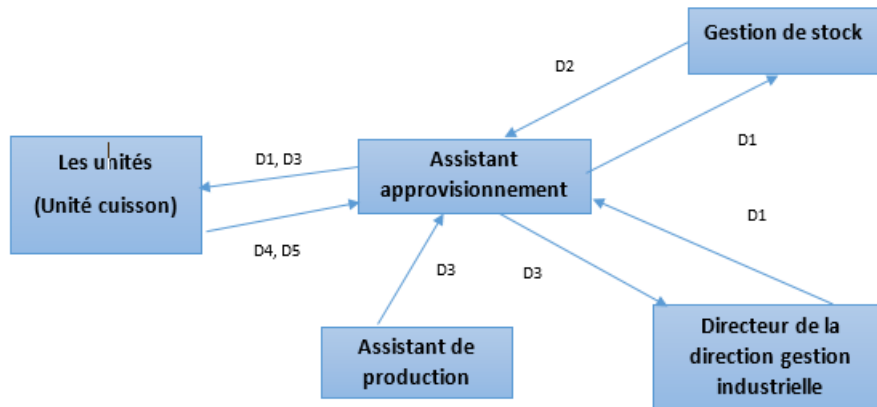 Gestion de stock
D2
D1
Les unités
(Unité cuisson)
D1, D3
Assistant
approvisionnement
D4, D5
D1
D3
D3
Assistant de
production
Directeur de la
direction gestion
industrielle